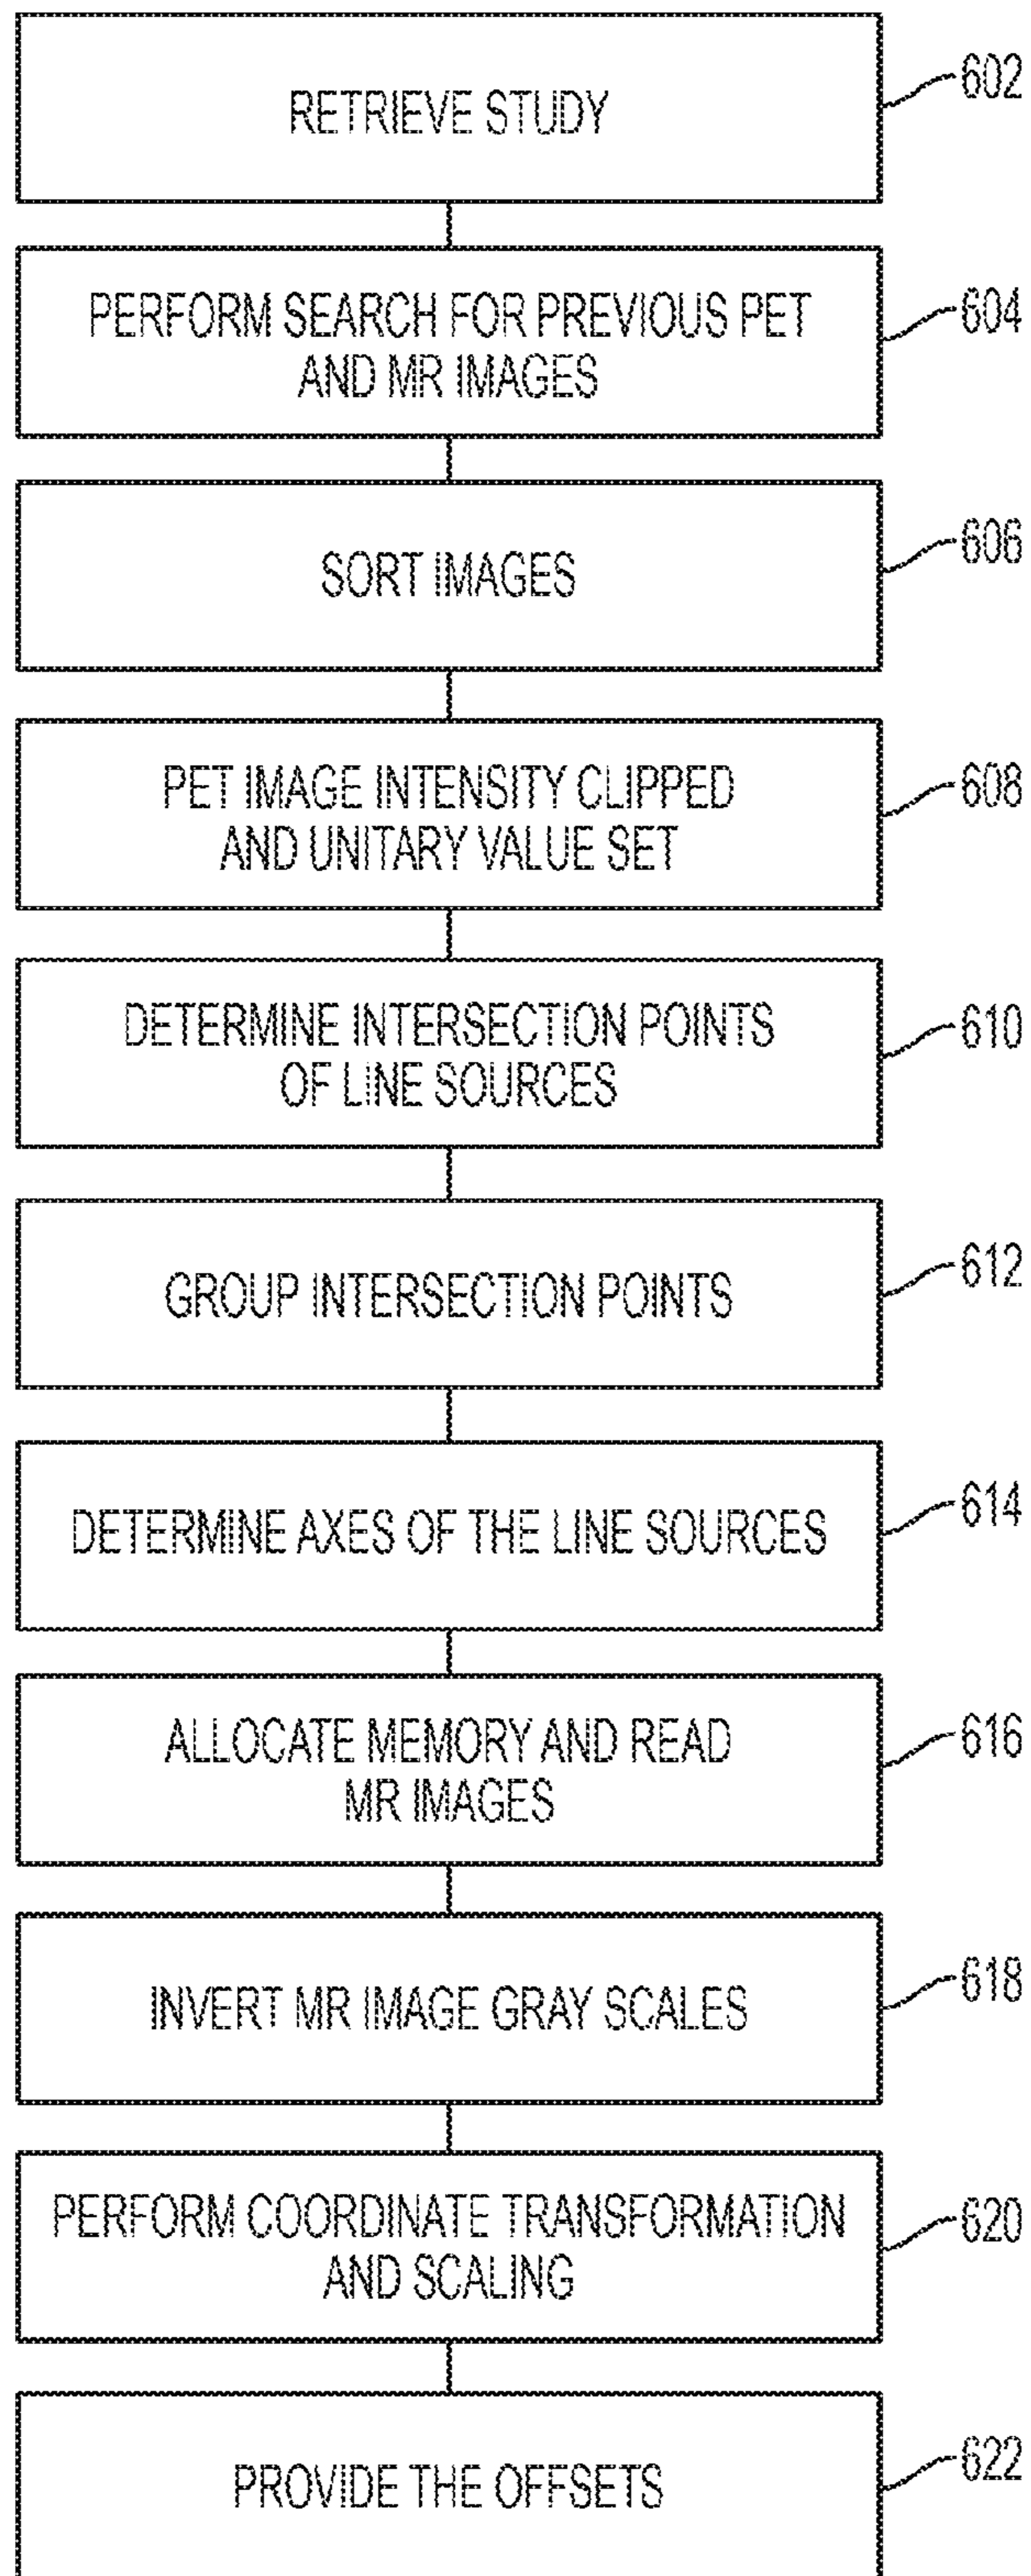 RETRIEVE STUDY
602
PERFORM SEARCH FOR PREVIOUS PET
AND MR IMAGES
604
SORT IMAGES
606
PET IMAGE INTENSITY CLIPPED
AND UNITARY VALUE SET
608
DETERMINE INTERSECTION POINTS
OF LINE SOURCES
610
GROUP INTERSECTION POINTS
612
DETERMINE AXES OF THE LINE SOURCES
614
ALLOCATE MEMORY AND READ
MR IMAGES
616
INVERT MR IMAGE GRAY SCALES
618
PERFORM COORDINATE TRANSFORMATION
AND SCALING
620
PROVIDE THE OFFSETS
622